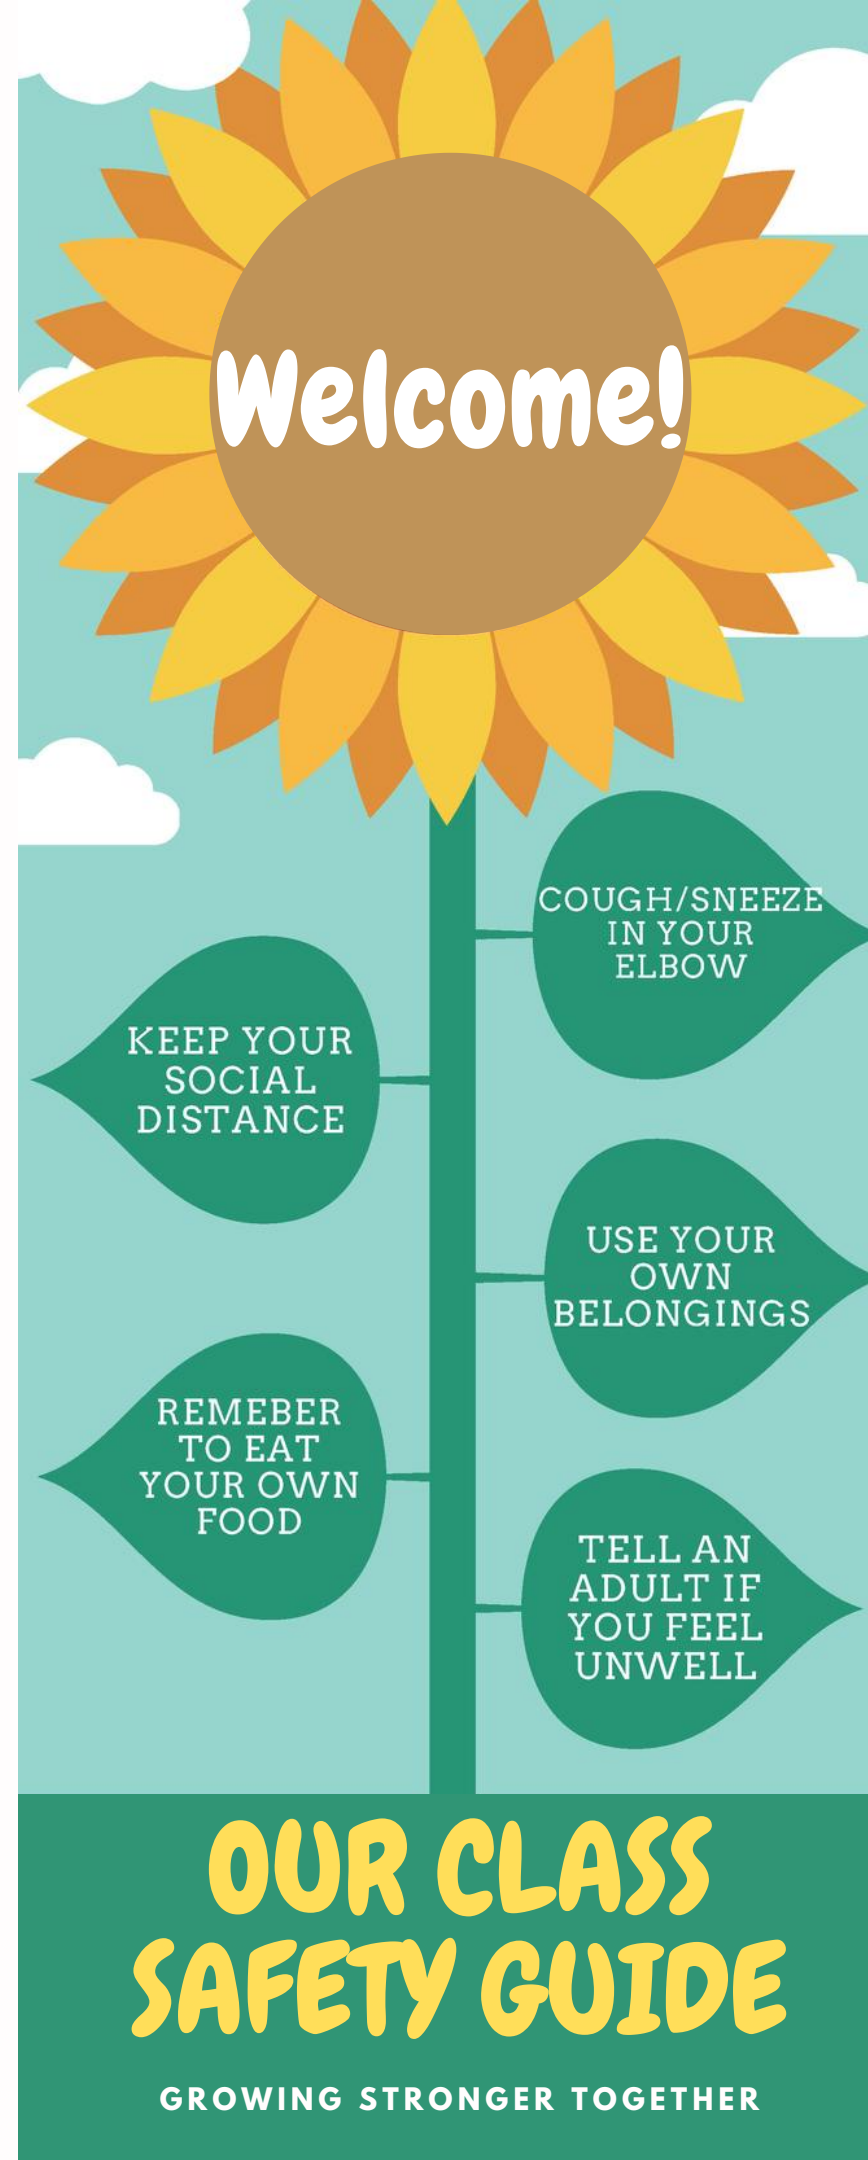 Welcome!
COUGH/SNEEZE
IN YOUR
ELBOW
KEEP YOUR
SOCIAL
DISTANCE
USE YOUR
OWN
BELONGINGS
REMEBER
TO EAT
YOUR OWN
FOOD
TELL AN
ADULT IF
YOU FEEL
UNWELL
OUR CLASS
SAFETY GUIDE
GROWING STRONGER TOGETHER